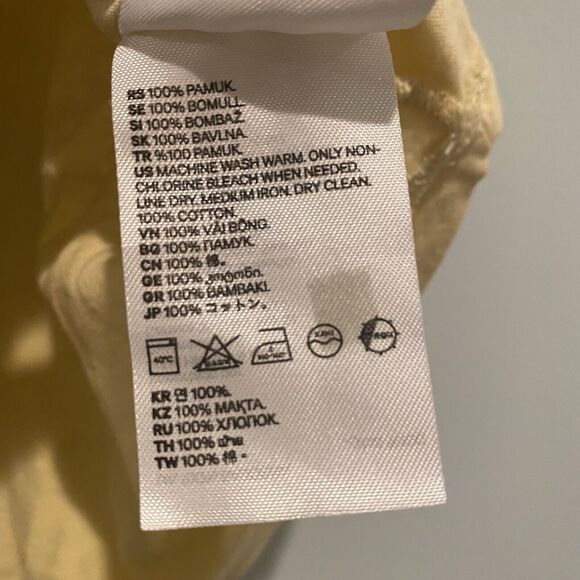 RS 100% PAMUK.
SE 100% BOMULL.
SI 100% BOMBAŽ.
SK 100% BAVLNA.
TR %100 PAMUK.
US MACHINE WASH WARM. ONLY NON-
CHLORINE BLEACH WHEN NEEDED.
LINE DRY. MEDIUM IRON. DRY CLEAN.
100% COTTON.
VN 100% VẢI BÔNG.
BG 100% ПАМУК.
CN 100% 棉。
GE 100% ბამბა.
GR 100% ΒΑΜΒΑΚΙ.
JP 100% コットン。
40°C
KR 면 100%.
KZ 100% МАҚТА.
RU 100% ХЛОПОК.
TH 100% ฝ้าย
TW 100% 棉。